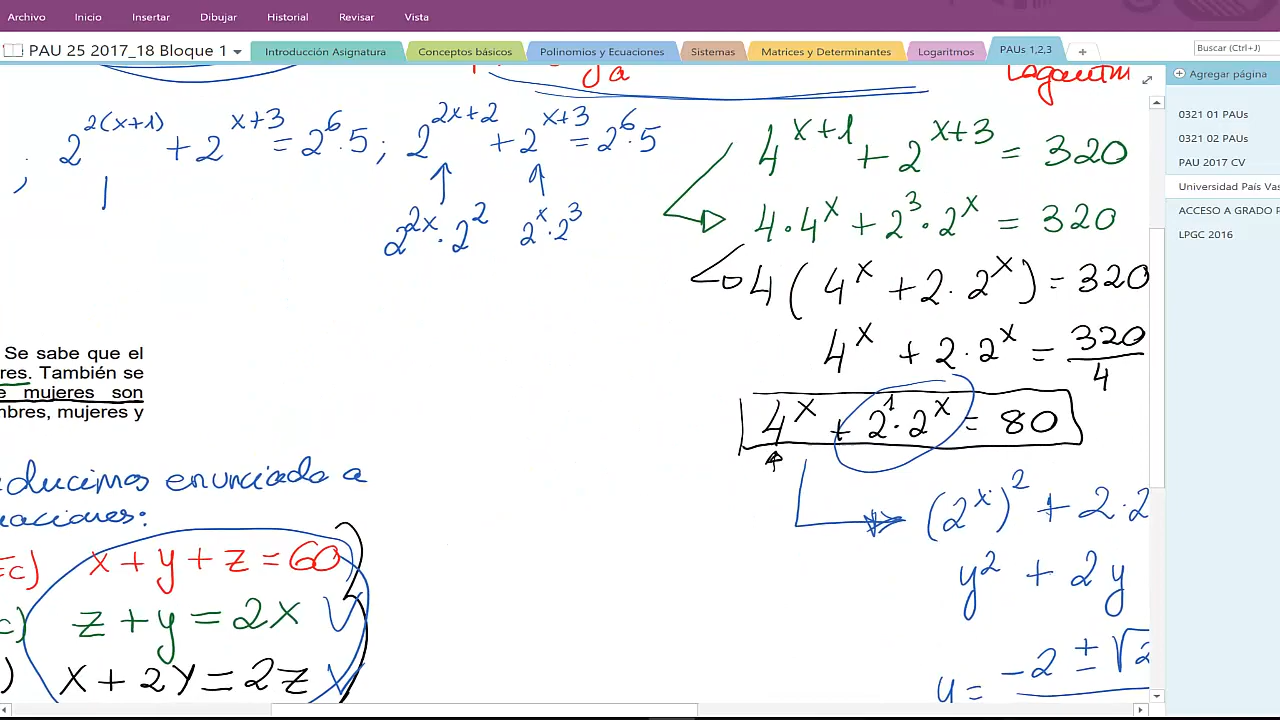 Archivo Inicio Insertar Dibujar Historial Revisar Vista
PAU 25 2017_18 Bloque 1 Introducción Asignatura Conceptos básicos Polinomios y Ecuaciones Sistemas Matrices y Determinantes Logaritmos PAUs 1,2,3 Buscar (Ctrl+J)
Agregar página
0321 01 PAUs
0321 02 PAUs
PAU 2017 CV
Universidad País Vas
ACCESO A GRADO P
LPGC 2016
Logaritm
; 2^{2(x+1)} + 2^{x+3} = 2^6·5; 2^{2x+2} + 2^{x+3} = 2^6·5
2^{2x}·2^2 2^x·2^3
4^{x+1} + 2^{x+3} = 320
4·4^x + 2^3·2^x = 320
4(4^x + 2·2^x) = 320
4^x + 2·2^x = 320/4
4^x + 2^1·2^x = 80
(2^x)^2 + 2·2
y^2 + 2y
-2 ± √2
y =
Se sabe que el
res. También se
e mujeres son
mbres, mujeres y
ducimos enunciado a
uaciones:
=c) x + y + z = 60
c) z + y = 2x
) x + 2y = 2z